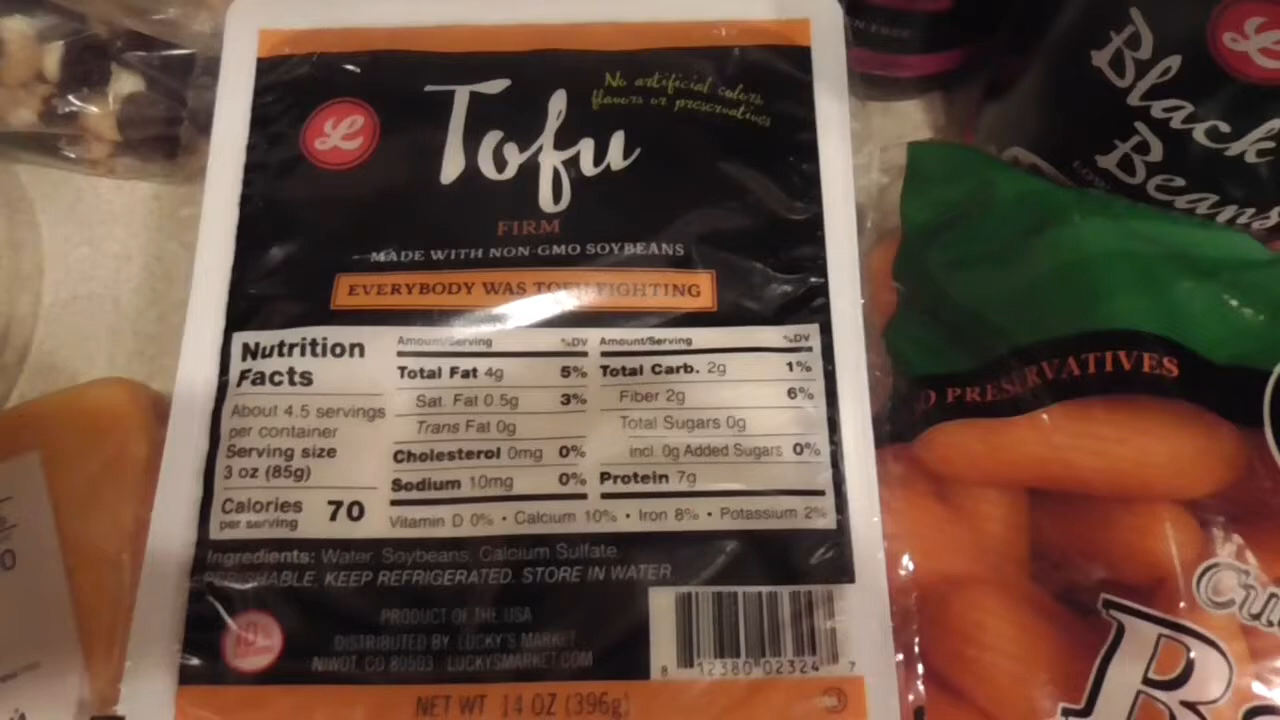 No artificial colors
flavors or preservatives
L
Tofu
FIRM
MADE WITH NON-GMO SOYBEANS
EVERYBODY WAS TOFU FIGHTING
Nutrition
Facts
About 4.5 servings
per container
Serving size
3 oz (85g)
Calories
per serving 70
Amount/Serving %DV
Total Fat 4g 5%
Sat. Fat 0.5g 3%
Trans Fat 0g
Cholesterol 0mg 0%
Sodium 10mg 0%
Amount/Serving %DV
Total Carb. 2g 1%
Fiber 2g 6%
Total Sugars 0g
incl. 0g Added Sugars 0%
Protein 7g
Vitamin D 0% • Calcium 10% • Iron 8% • Potassium 2%
Ingredients: Water, Soybeans, Calcium Sulfate.
PERISHABLE. KEEP REFRIGERATED. STORE IN WATER
PRODUCT OF THE USA
DISTRIBUTED BY LUCKY'S MARKET
NIWOT, CO 80503 LUCKYSMARKET.COM
8 12380 02324 7
NET WT 14 OZ (396g)
L
Black
Beans
PRESERVATIVES